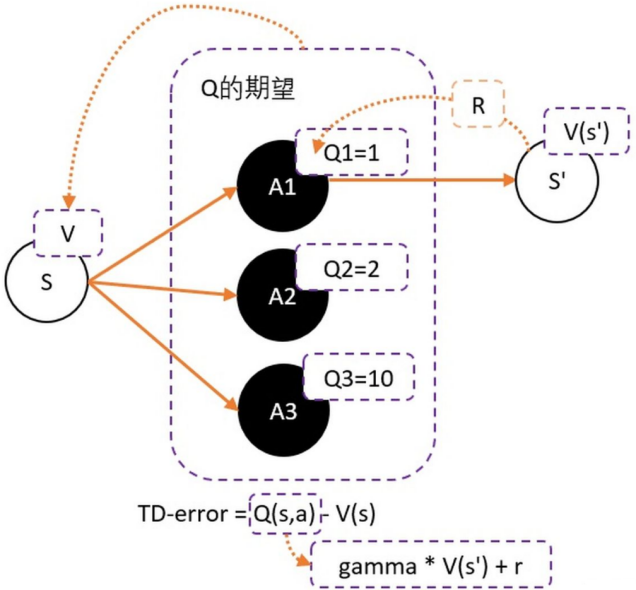 Q的期望
R
V(s')
Q1=1
A1
S'
V
S
Q2=2
A2
Q3=10
A3
TD-error = Q(s,a) - V(s)
gamma * V(s') + r